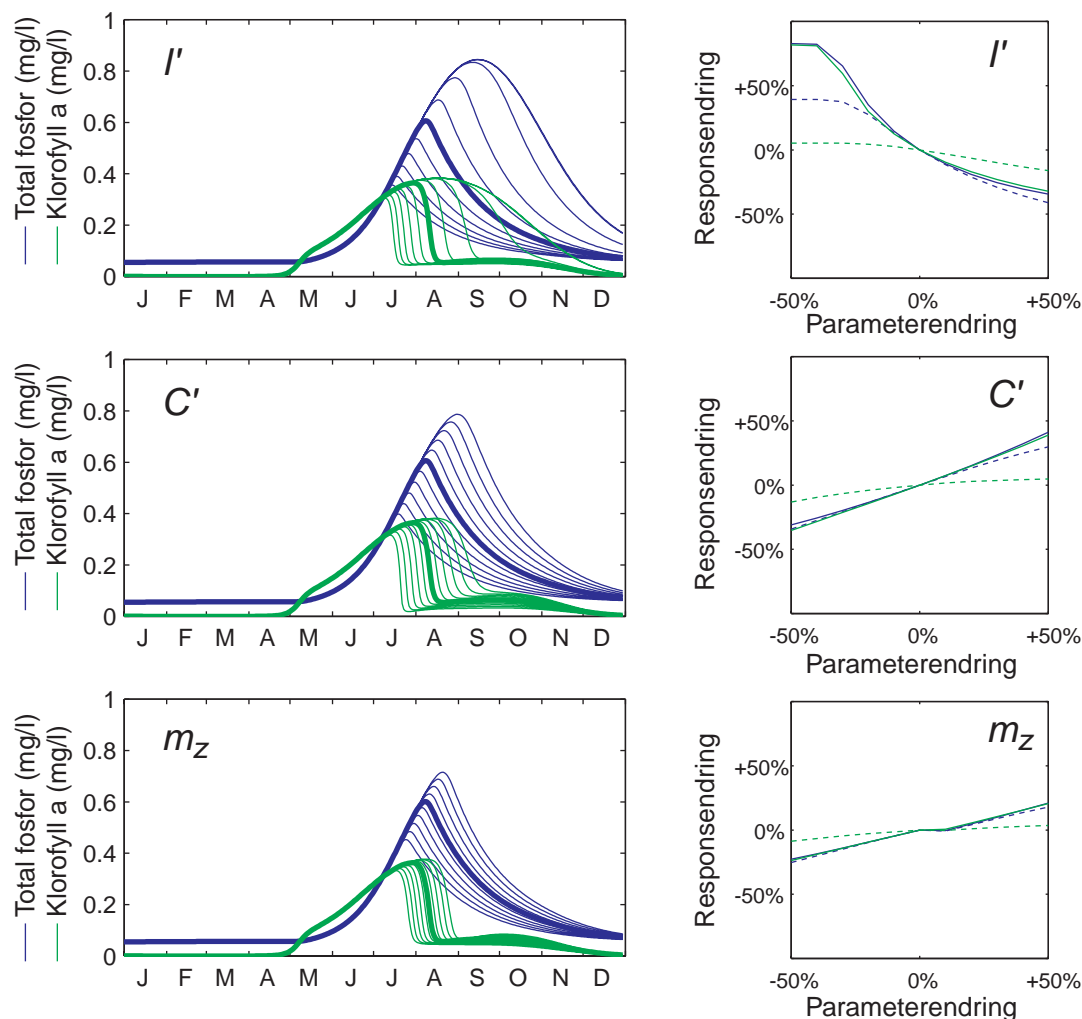 Total fosfor (mg/l)
Klorofyll a (mg/l)
1
0.8
0.6
0.4
0.2
0
I'
J F M A M J J A S O N D
Responsendring
+50%
0%
-50%
I'
-50% 0% +50%
Parameterendring
Total fosfor (mg/l)
Klorofyll a (mg/l)
1
0.8
0.6
0.4
0.2
0
C'
J F M A M J J A S O N D
Responsendring
+50%
0%
-50%
C'
-50% 0% +50%
Parameterendring
Total fosfor (mg/l)
Klorofyll a (mg/l)
1
0.8
0.6
0.4
0.2
0
mz
J F M A M J J A S O N D
Responsendring
+50%
0%
-50%
mz
-50% 0% +50%
Parameterendring